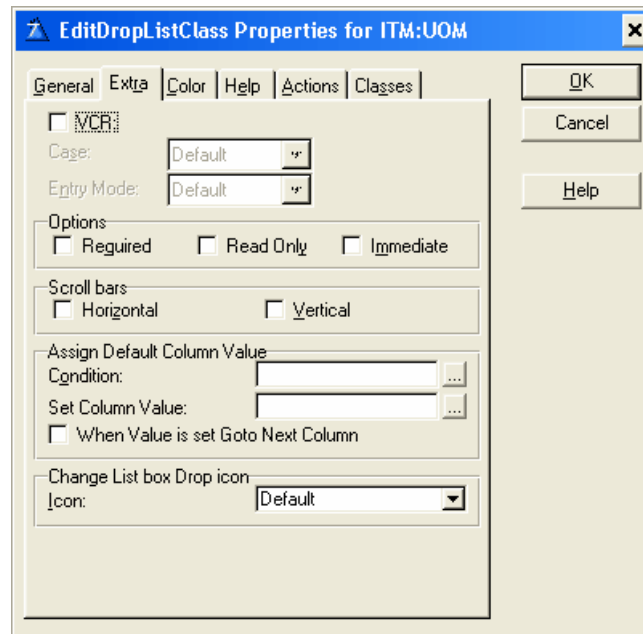 EditDropListClass Properties for ITM:UOM
General Extra Color Help Actions Classes
OK
VCR:
Cancel
Case: Default
Entry Mode: Default
Help
Options
Required Read Only Immediate
Scroll bars
Horizontal Vertical
Assign Default Column Value
Condition: ...
Set Column Value: ...
When Value is set Goto Next Column
Change List box Drop icon
Icon: Default